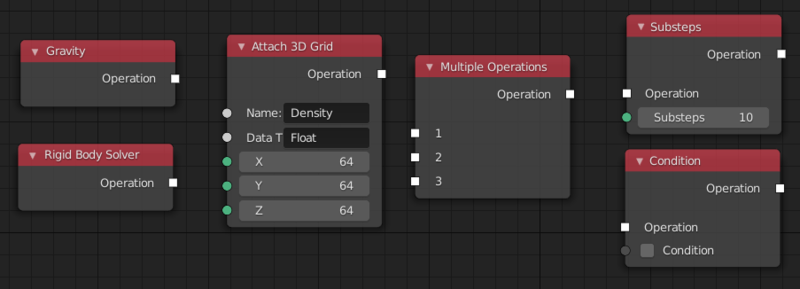 Gravity
Operation
Rigid Body Solver
Operation
Attach 3D Grid
Operation
Name: Density
Data T Float
X 64
Y 64
Z 64
Multiple Operations
Operation
1
2
3
Substeps
Operation
Operation
Substeps 10
Condition
Operation
Operation
Condition